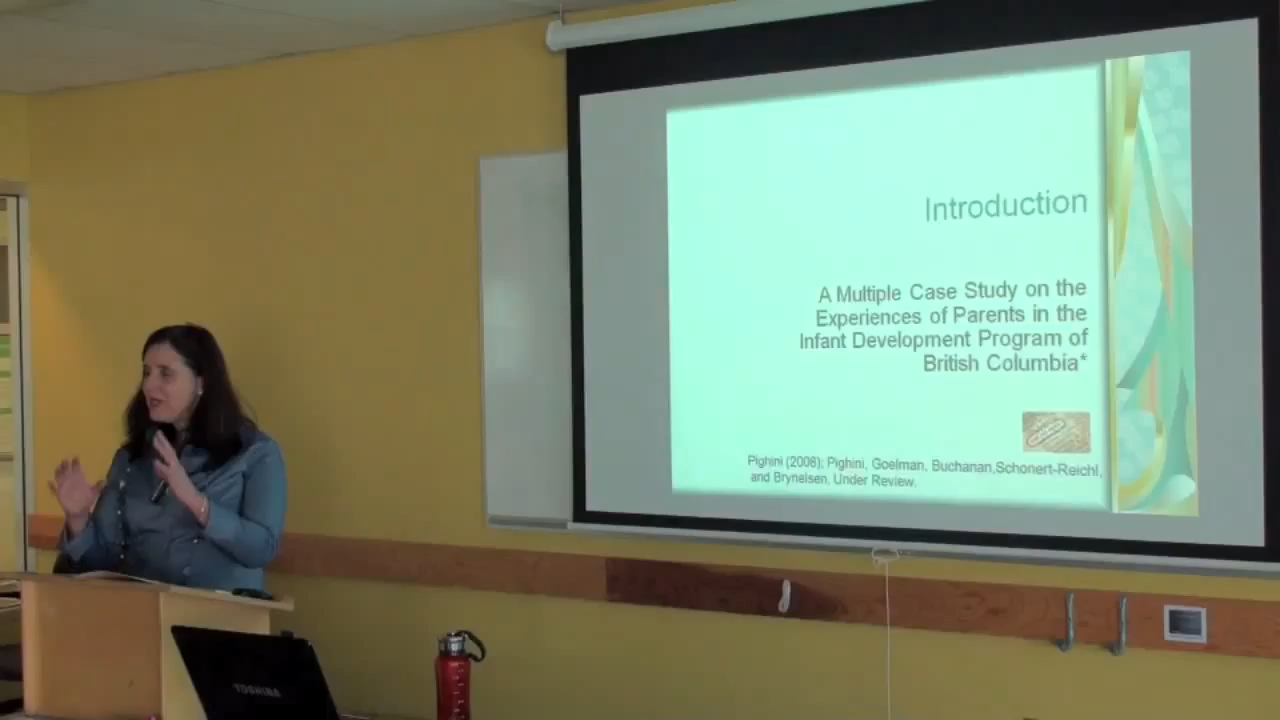 Introduction
A Multiple Case Study on the
Experiences of Parents in the
Infant Development Program of
British Columbia*
Pighini (2008); Pighini, Goelman, Buchanan,Schonert-Reichl,
and Brynelsen, Under Review.
TOSHIBA